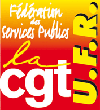 Fédération
des
Services Publics
la
cgt
U.F.R.